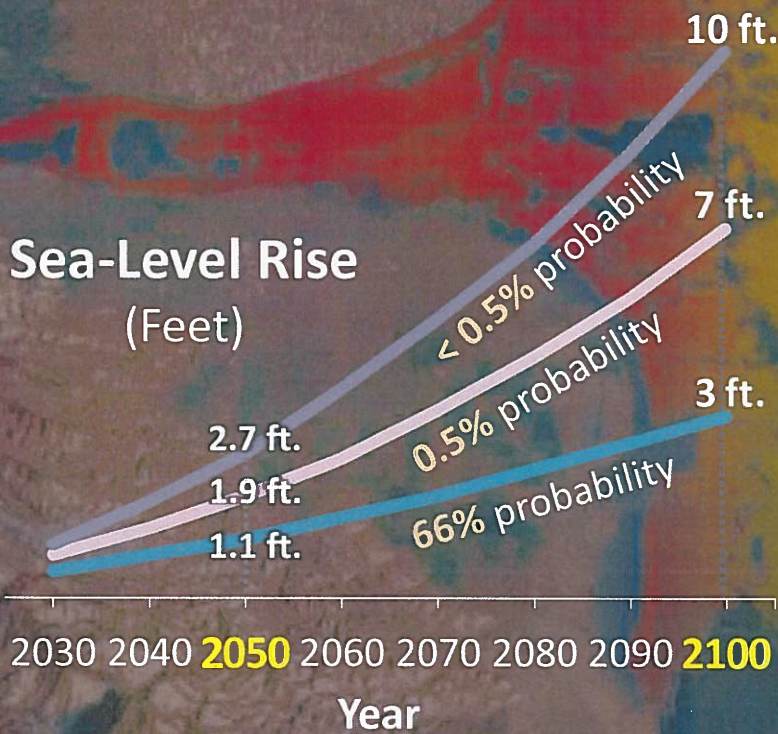 10 ft.
7 ft.
< 0.5% probability
Sea-Level Rise
(Feet)
0.5% probability
3 ft.
2.7 ft.
1.9 ft.
66% probability
1.1 ft.
2030 2040 2050 2060 2070 2080 2090 2100
Year